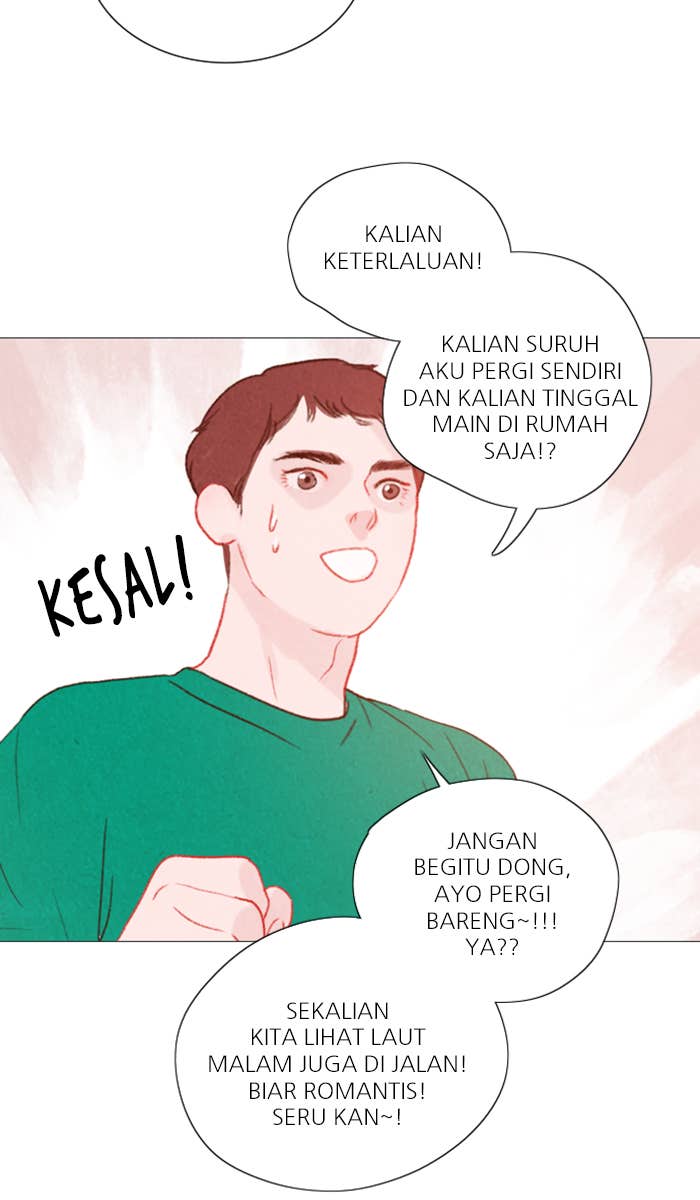 KALIAN
KETERLALUAN!
KALIAN SURUH
AKU PERGI SENDIRI
DAN KALIAN TINGGAL
MAIN DI RUMAH
SAJA!?
KESAL!
JANGAN
BEGITU DONG,
AYO PERGI
BARENG~!!!
YA??
SEKALIAN
KITA LIHAT LAUT
MALAM JUGA DI JALAN!
BIAR ROMANTIS!
SERU KAN~!